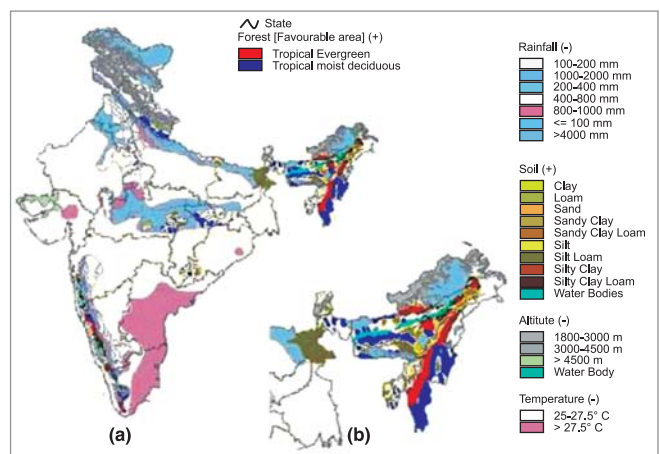 State
Forest [Favourable area] (+)
Tropical Evergreen
Tropical moist deciduous
Rainfall (-)
100-200 mm
1000-2000 mm
200-400 mm
400-800 mm
800-1000 mm
<= 100 mm
>4000 mm
Soil (+)
Clay
Loam
Sand
Sandy Clay
Sandy Clay Loam
Silt
Silt Loam
Silty Clay
Silty Clay Loam
Water Bodies
Altitude (-)
1800-3000 m
3000-4500 m
> 4500 m
Water Body
Temperature (-)
25-27.5° C
> 27.5° C
(a)
(b)